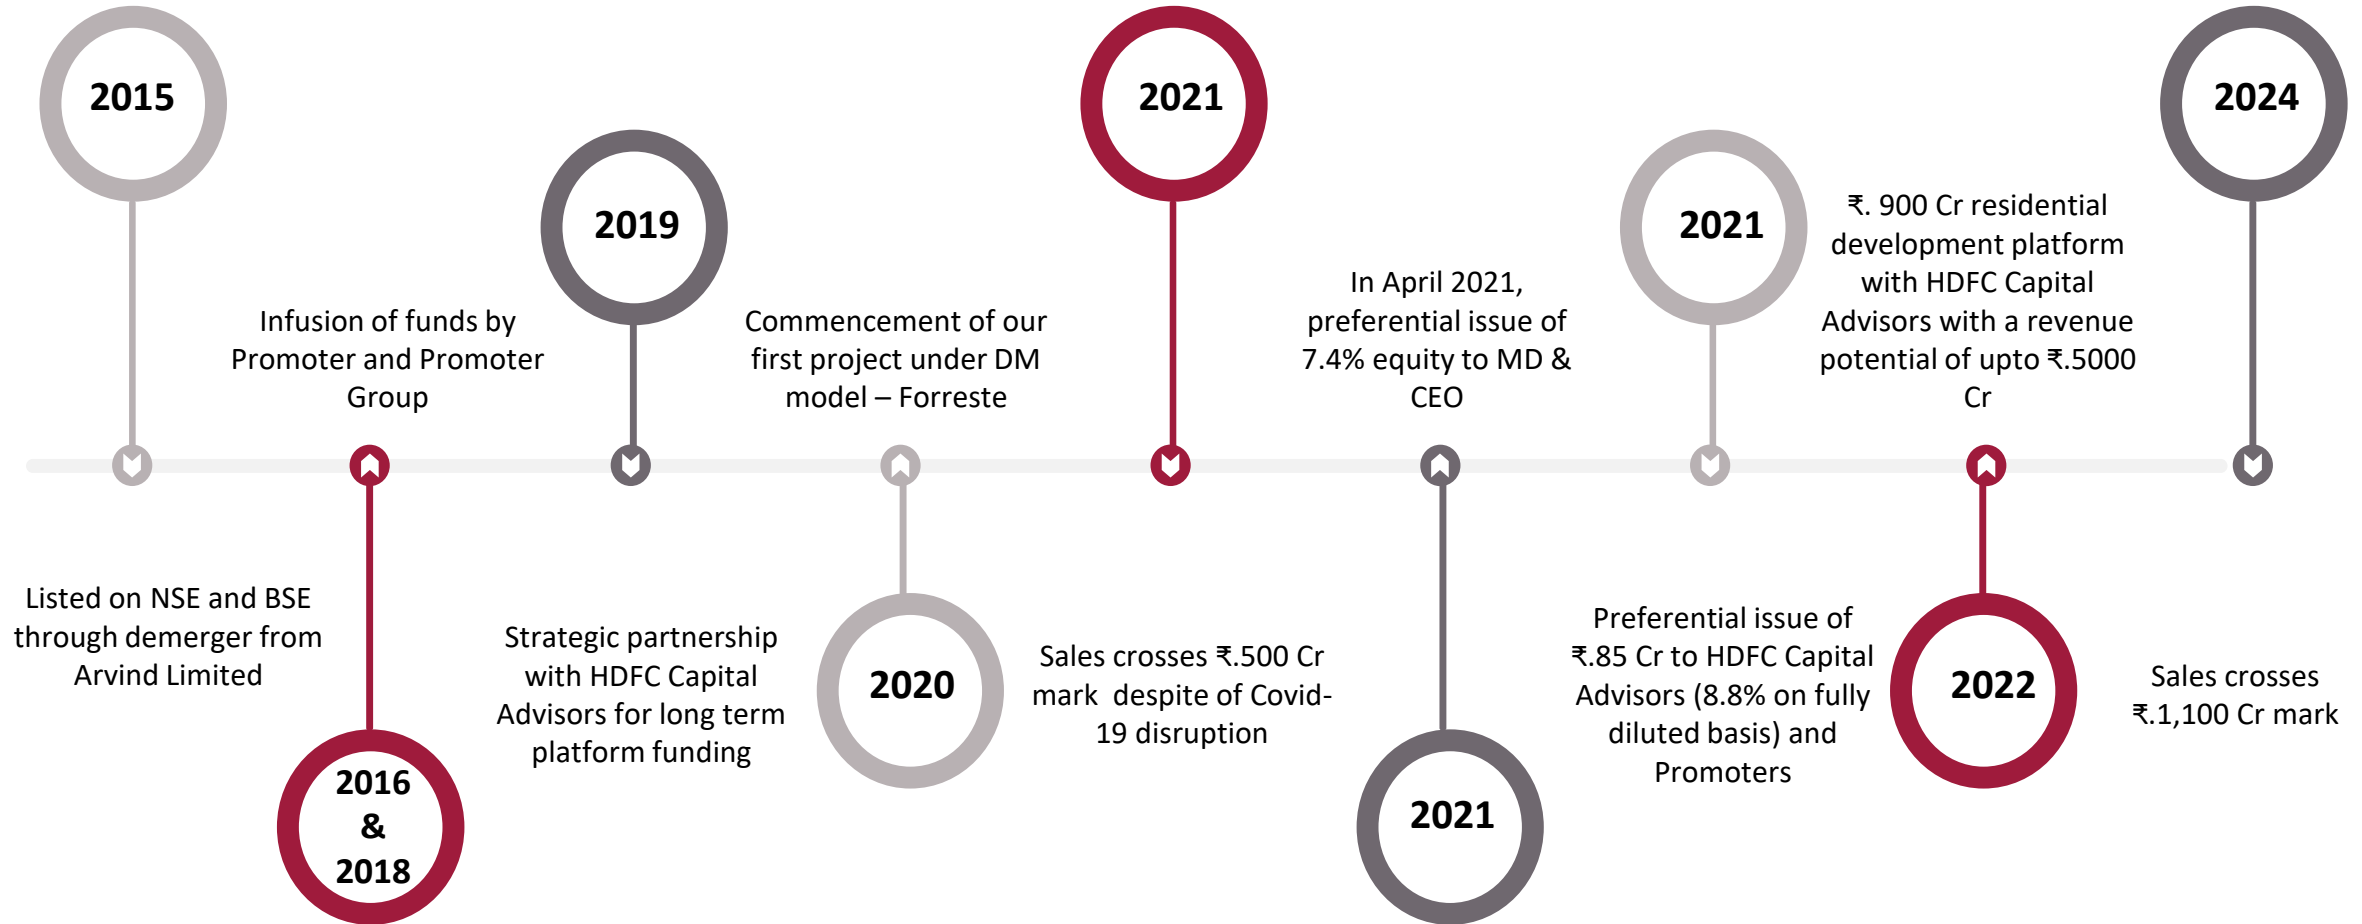 2015
Listed on NSE and BSE
through demerger from
Arvind Limited
Infusion of funds by
Promoter and Promoter
Group
2016
&
2018
2019
Strategic partnership
with HDFC Capital
Advisors for long term
platform funding
Commencement of our
first project under DM
model – Forreste
2020
2021
Sales crosses ₹.500 Cr
mark despite of Covid-
19 disruption
In April 2021,
preferential issue of
7.4% equity to MD &
CEO
2021
2021
Preferential issue of
₹.85 Cr to HDFC Capital
Advisors (8.8% on fully
diluted basis) and
Promoters
₹. 900 Cr residential
development platform
with HDFC Capital
Advisors with a revenue
potential of upto ₹.5000
Cr
2022
2024
Sales crosses
₹.1,100 Cr mark